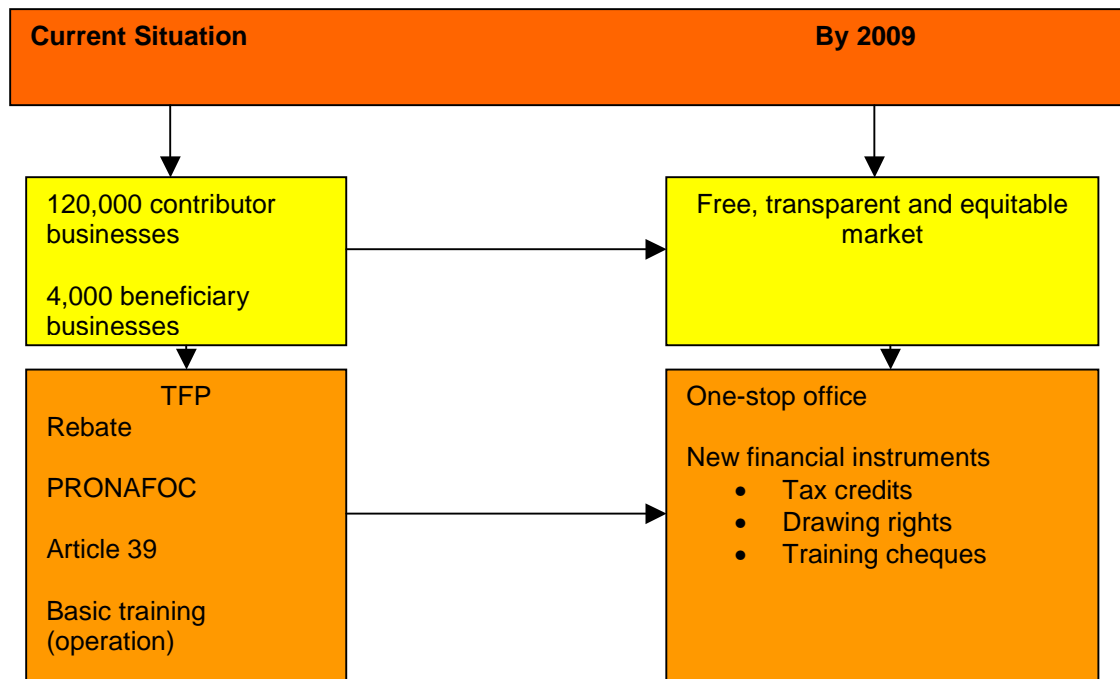 Current Situation
By 2009
120,000 contributor
businesses
4,000 beneficiary
businesses
Free, transparent and equitable
market
TFP
Rebate
PRONAFOC
Article 39
Basic training
(operation)
One-stop office
New financial instruments
• Tax credits
• Drawing rights
• Training cheques